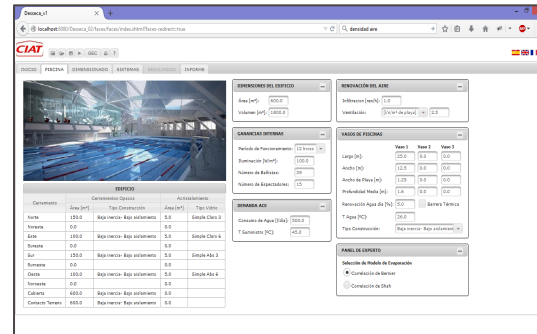 Desseca_v1
localhost:8080/Desseca_02/faces/faces/index.xhtml?faces-redirect=true
densidad aire
CIAT
GEC
INICIO PISCINA DIMENSIONADO SISTEMAS RESULTADOS INFORME
EDIFICIO
Cerramiento Cerramientos Opacos Acristalamiento
Área [m²] Tipo Construcción Área [m²] Tipo Vidrio
Norte 150.0 Baja inercia- Bajo aislamiento 5.0 Simple Claro 3
Noreste 0.0 0.0
Este 100.0 Baja inercia- Bajo aislamiento 5.0 Simple Claro 6
Sureste 0.0 0.0
Sur 150.0 Baja inercia- Bajo aislamiento 5.0 Simple Abs 3
Suroeste 0.0 0.0
Oeste 100.0 Baja inercia- Bajo aislamiento 5.0 Simple Abs 6
Noroeste 0.0 0.0
Cubierta 600.0 Baja inercia- Bajo aislamiento 0.0
Contacto Terreno 600.0 Baja inercia- Bajo aislamiento
DIMENSIONES DEL EDIFICIO
Área [m²]: 600.0
Volumen [m³]: 1800.0
GANANCIAS INTERNAS
Período de Funcionamiento: 12 horas
Iluminación [W/m²]: 100.0
Número de Bañistas: 39
Número de Espectadores: 15
DEMANDA ACS
Consumo de Agua [l/día]: 500.0
T Suministro [ºC]: 45.0
RENOVACIÓN DEL AIRE
Infiltracion [ren/h]: 1.0
Ventilación: [l/s/m² de playa] 2.5
VASOS DE PISCINAS
Vaso 1 Vaso 2 Vaso 3
Largo [m]: 25.0 0.0 0.0
Ancho [m]: 12.5 0.0 0.0
Ancho de Playa [m]: 1.25 0.0 0.0
Profundidad Media [m]: 1.6 0.0 0.0
Renovación Agua día [%]: 5.0 Barrera Térmica
T Agua [ºC]: 26.0
Tipo Construcción: Baja inercia- Bajo aislamient
PANEL DE EXPERTO
Selección de Modelo de Evaporación
Correlación de Bernier
Correlación de Shah